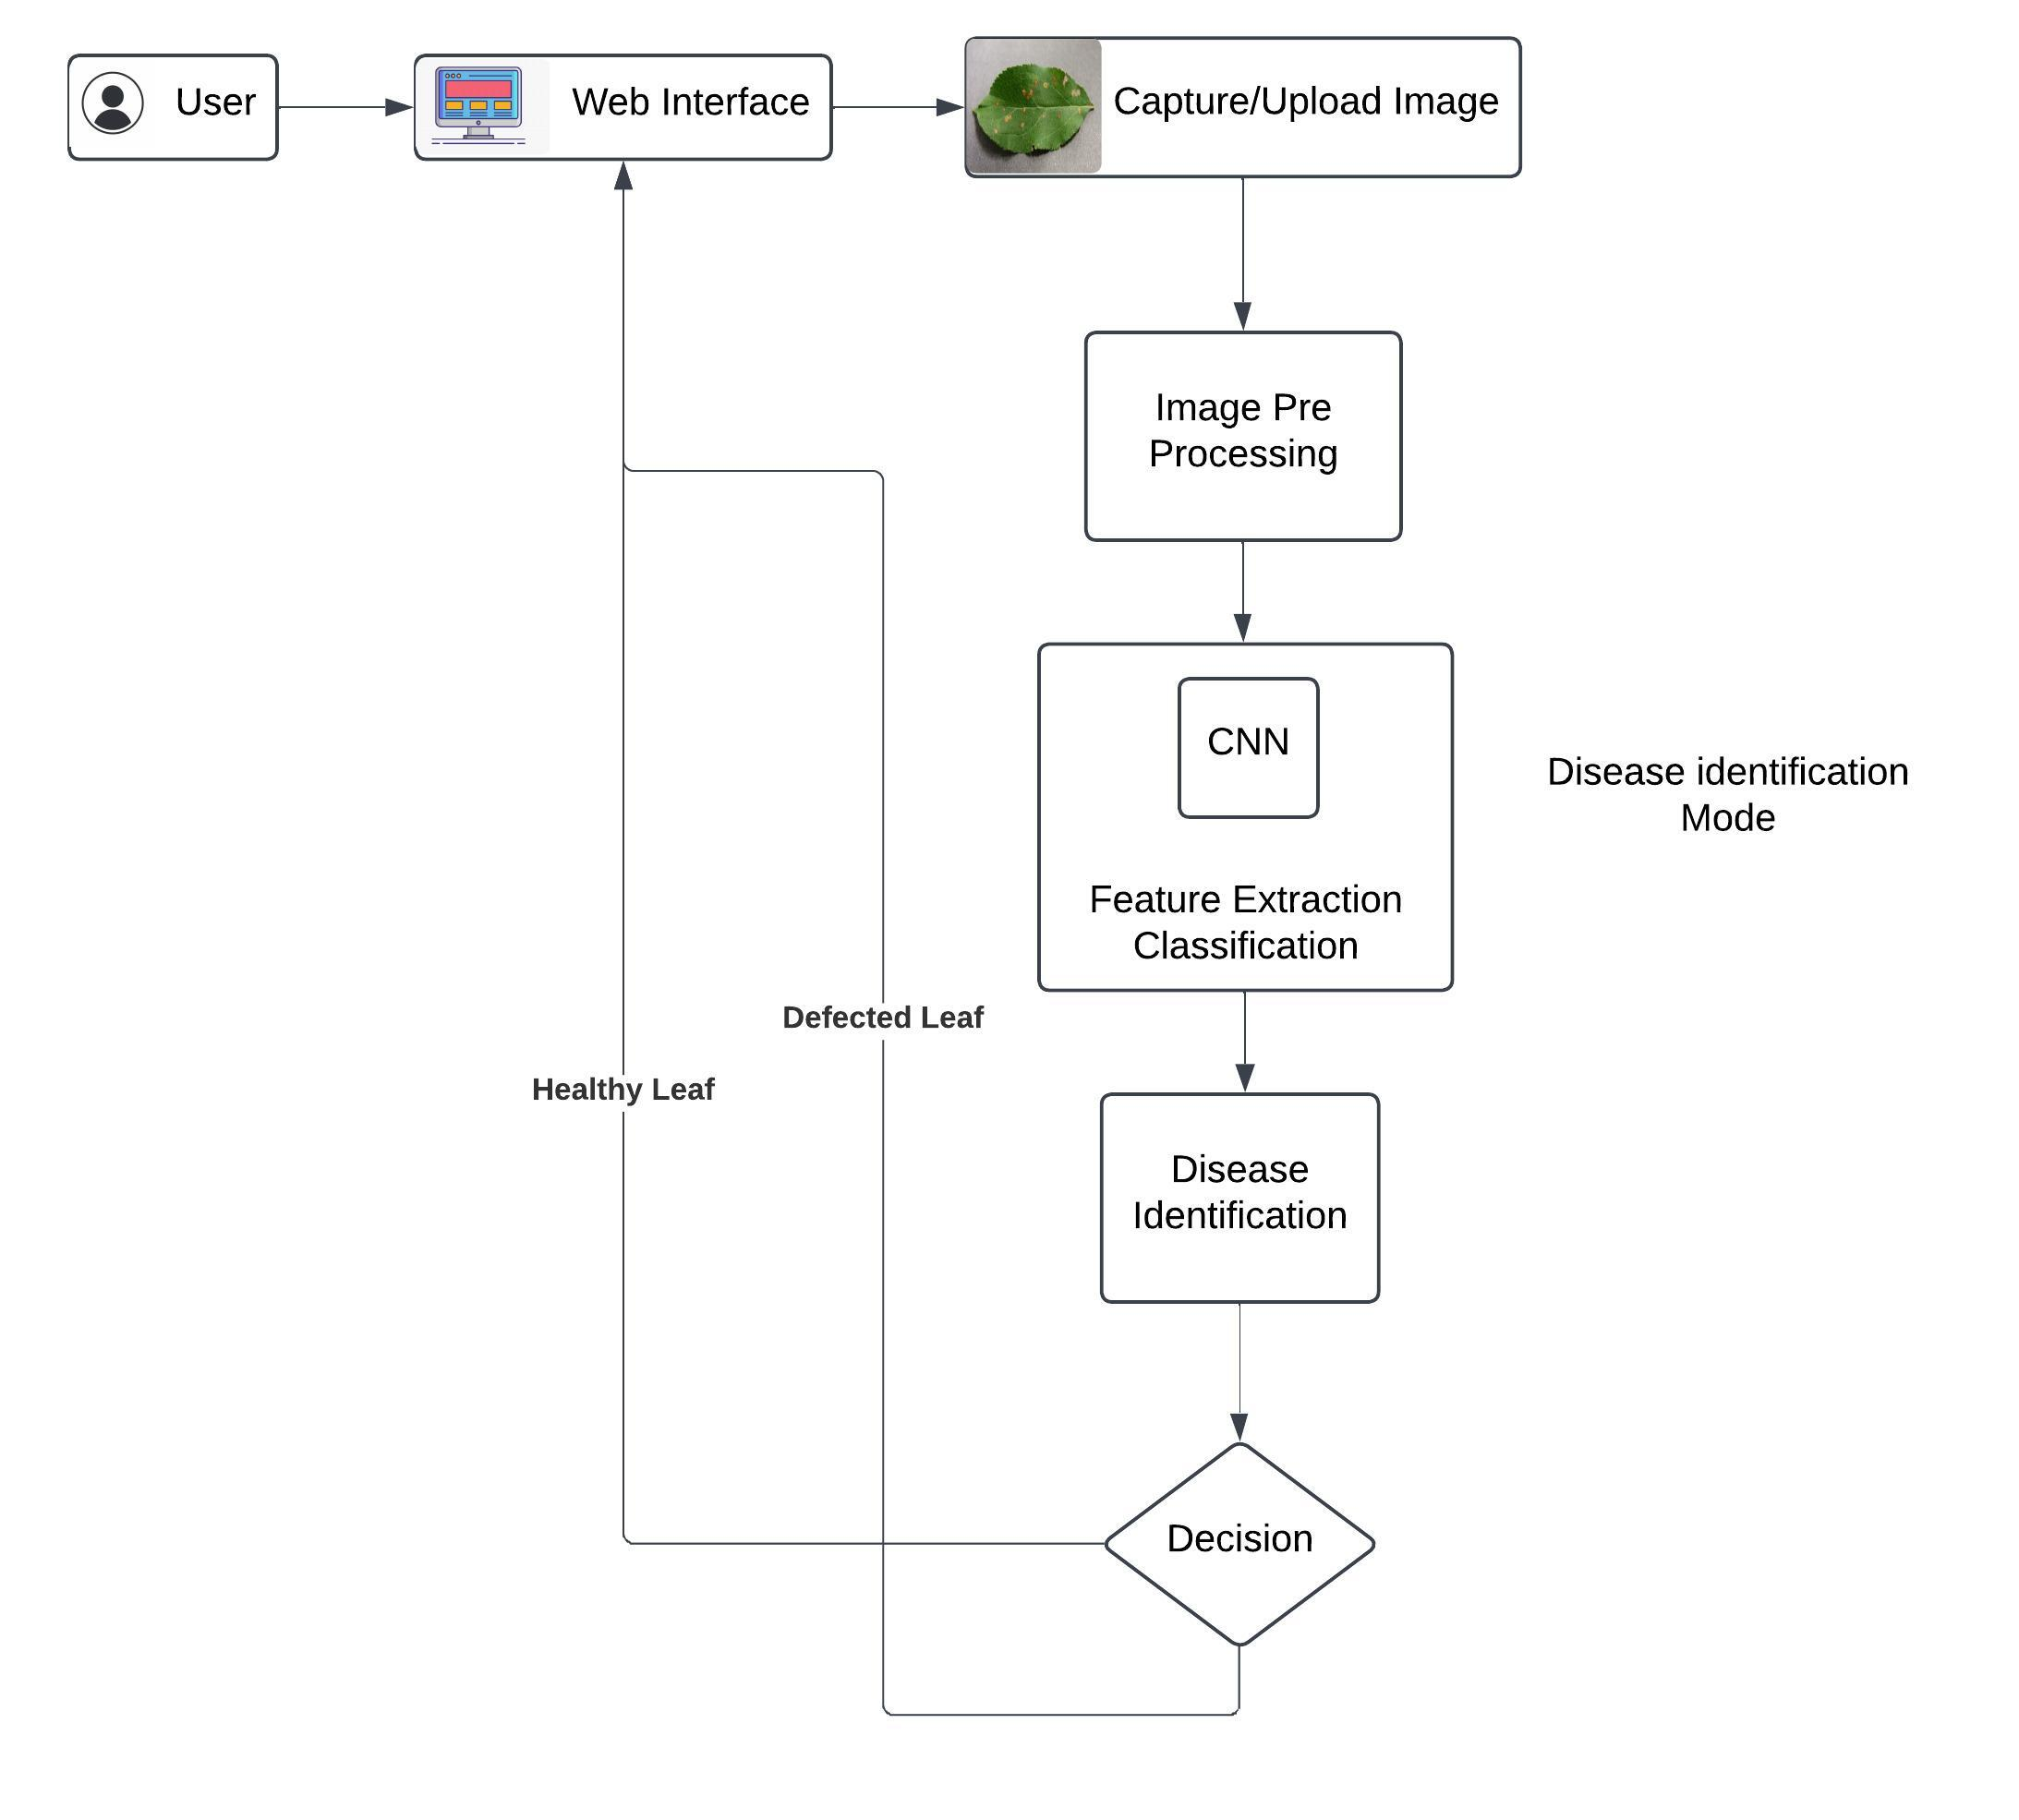 User
Web Interface
Capture/Upload Image
Image Pre
Processing
CNN
Feature Extraction
Classification
Disease identification
Mode
Defected Leaf
Healthy Leaf
Disease
Identification
Decision